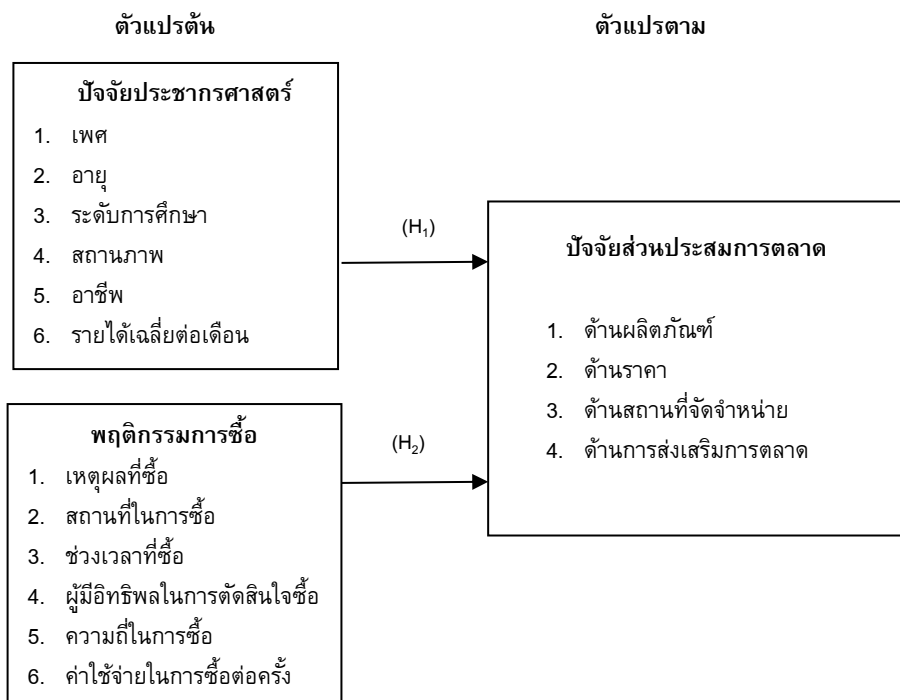 ตัวแปรต้น
ตัวแปรตาม
ปัจจัยประชากรศาสตร์
1. เพศ
2. อายุ
3. ระดับการศึกษา
4. สถานภาพ
5. อาชีพ
6. รายได้เฉลี่ยต่อเดือน
(H₁)
ปัจจัยส่วนประสมการตลาด
1. ด้านผลิตภัณฑ์
2. ด้านราคา
3. ด้านสถานที่จัดจำหน่าย
4. ด้านการส่งเสริมการตลาด
พฤติกรรมการซื้อ
1. เหตุผลที่ซื้อ
2. สถานที่ในการซื้อ
3. ช่วงเวลาที่ซื้อ
4. ผู้มีอิทธิพลในการตัดสินใจซื้อ
5. ความถี่ในการซื้อ
6. ค่าใช้จ่ายในการซื้อต่อครั้ง
(H₂)